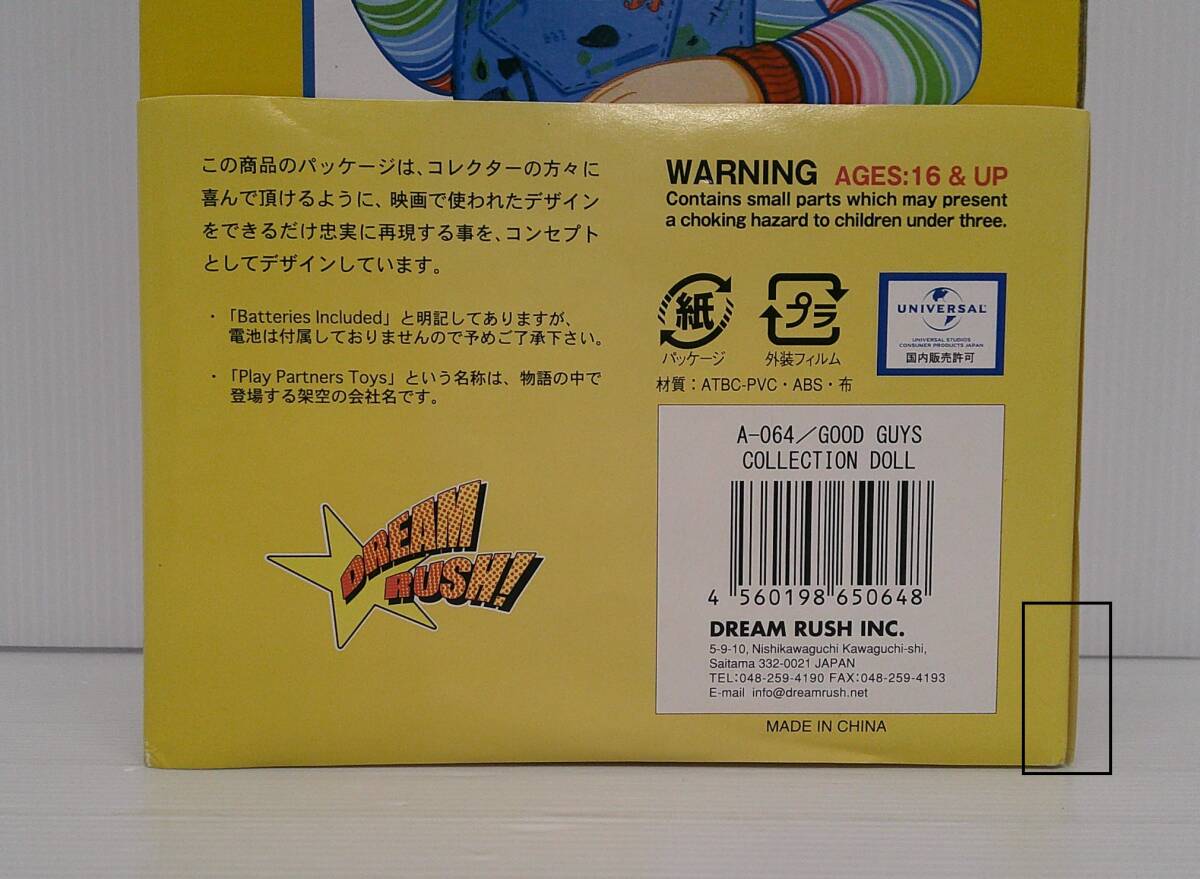 この商品のパッケージは、コレクターの方々に
喜んで頂けるように、映画で使われたデザイン
をできるだけ忠実に再現する事を、コンセプト
としてデザインしています。
・「Batteries Included」と明記してありますが、
電池は付属しておりませんので予めご了承下さい。
・「Play Partners Toys」という名称は、物語の中で
登場する架空の会社名です。
DREAM
RUSH!
WARNING AGES:16 & UP
Contains small parts which may present
a choking hazard to children under three.
紙
パッケージ
プラ
外装フィルム
UNIVERSAL
UNIVERSAL STUDIOS
CONSUMER PRODUCTS JAPAN
国内販売許可
材質：ATBC-PVC・ABS・布
A-064／GOOD GUYS
COLLECTION DOLL
4 560198 650648
DREAM RUSH INC.
5-9-10, Nishikawaguchi Kawaguchi-shi,
Saitama 332-0021 JAPAN
TEL:048-259-4190 FAX:048-259-4193
E-mail info@dreamrush.net
MADE IN CHINA